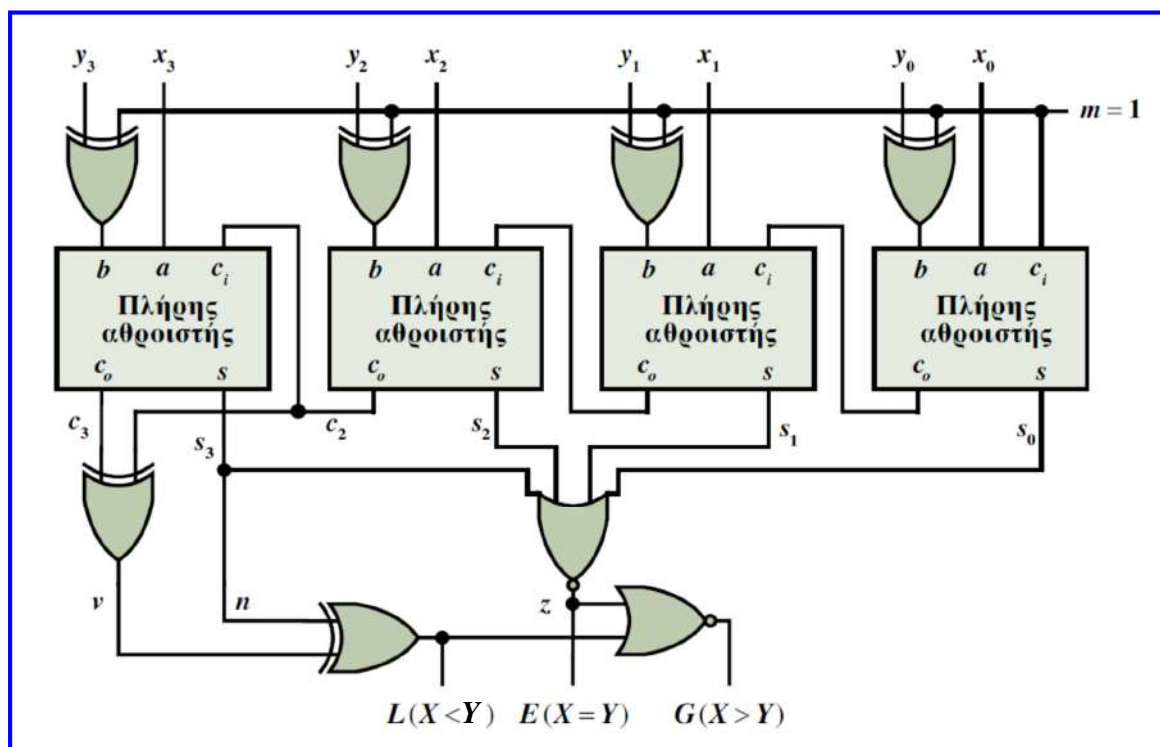 y₃ x₃ y₂ x₂ y₁ x₁ y₀ x₀
m = 1
b a cᵢ b a cᵢ b a cᵢ b a cᵢ
Πλήρης Πλήρης Πλήρης Πλήρης
αθροιστής αθροιστής αθροιστής αθροιστής
cₒ s cₒ s cₒ s cₒ s
c₃ s₃ c₂ s₂ s₁ s₀
v n z
L(X<Y) E(X=Y) G(X>Y)